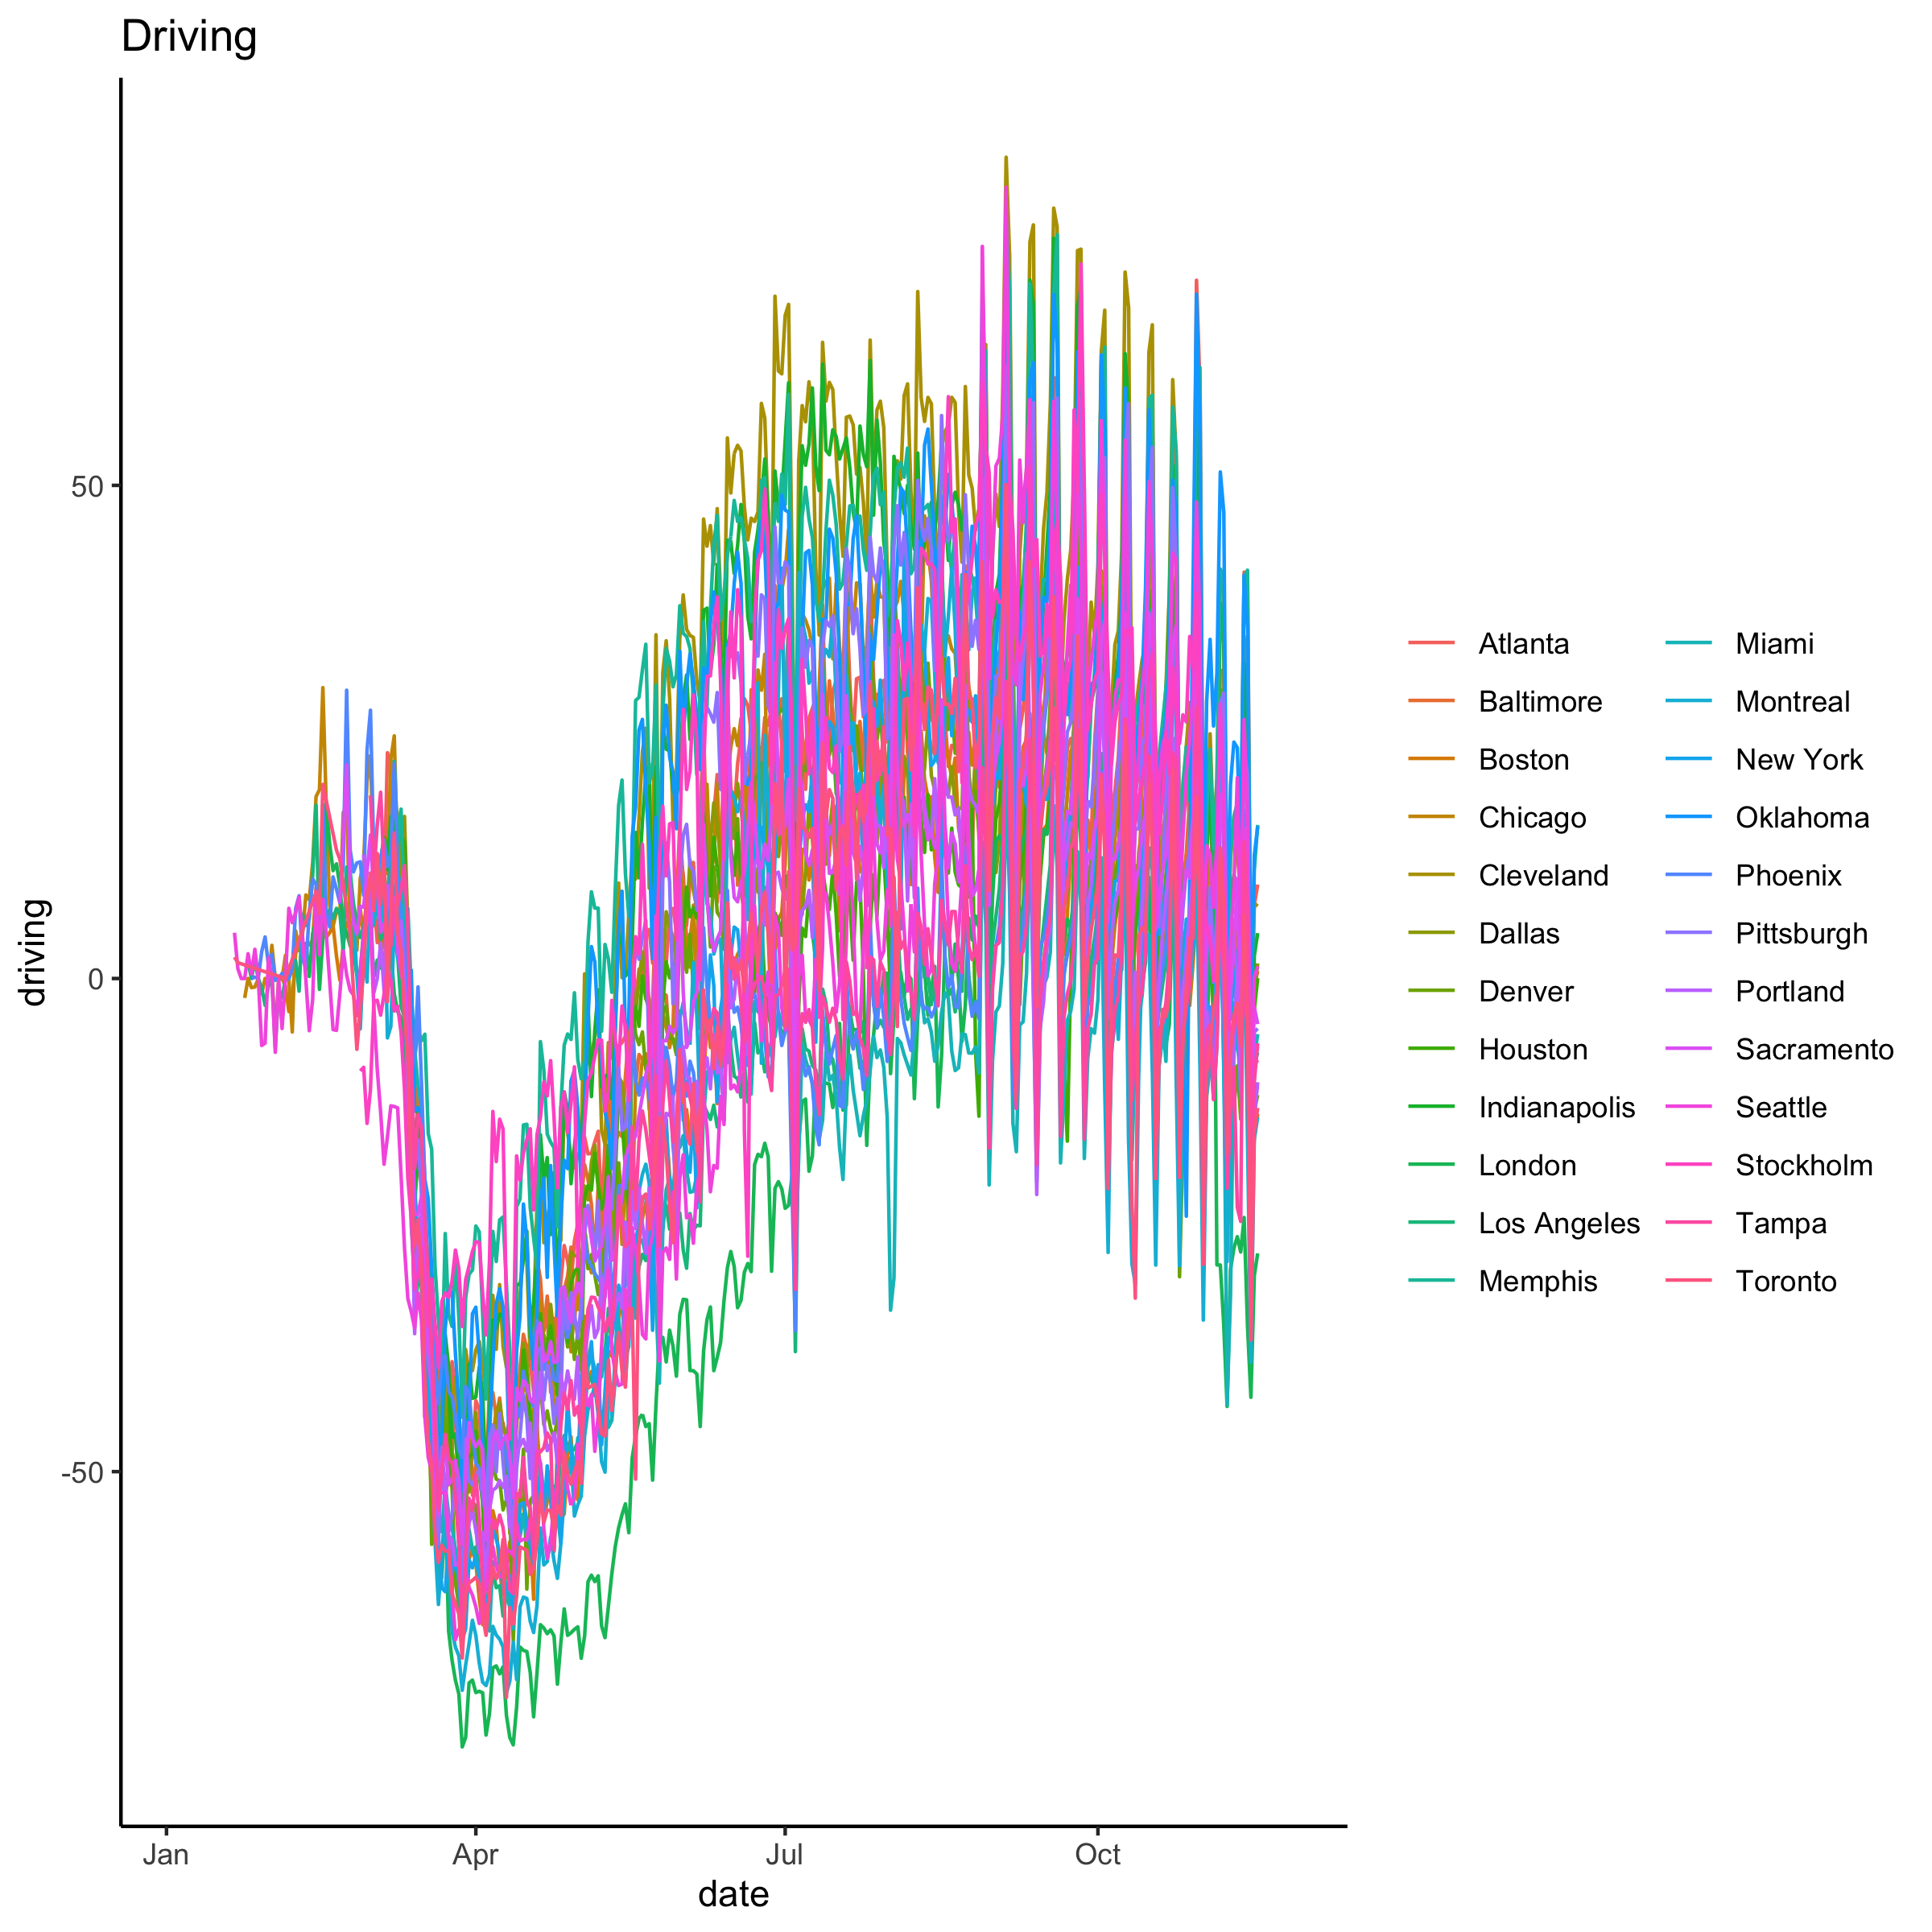 Driving
driving
50
0
-50
Jan
Apr
Jul
Oct
date
Atlanta
Baltimore
Boston
Chicago
Cleveland
Dallas
Denver
Houston
Indianapolis
London
Los Angeles
Memphis
Miami
Montreal
New York
Oklahoma
Phoenix
Pittsburgh
Portland
Sacramento
Seattle
Stockholm
Tampa
Toronto